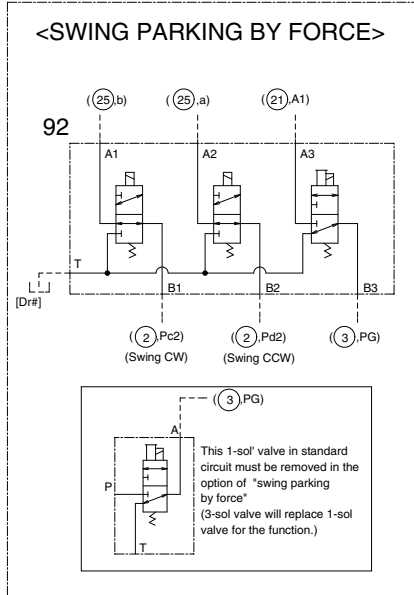 <SWING PARKING BY FORCE>
(25,b) (25,a) (21,A1)
92
A1 A2 A3
T
[Dr#]
B1 B2 B3
(2,Pc2) (2,Pd2) (3,PG)
(Swing CW) (Swing CCW)
(3,PG)
A
P
T
This 1-sol' valve in standard
circuit must be removed in the
option of "swing parking
by force"
(3-sol valve will replace 1-sol
valve for the function.)